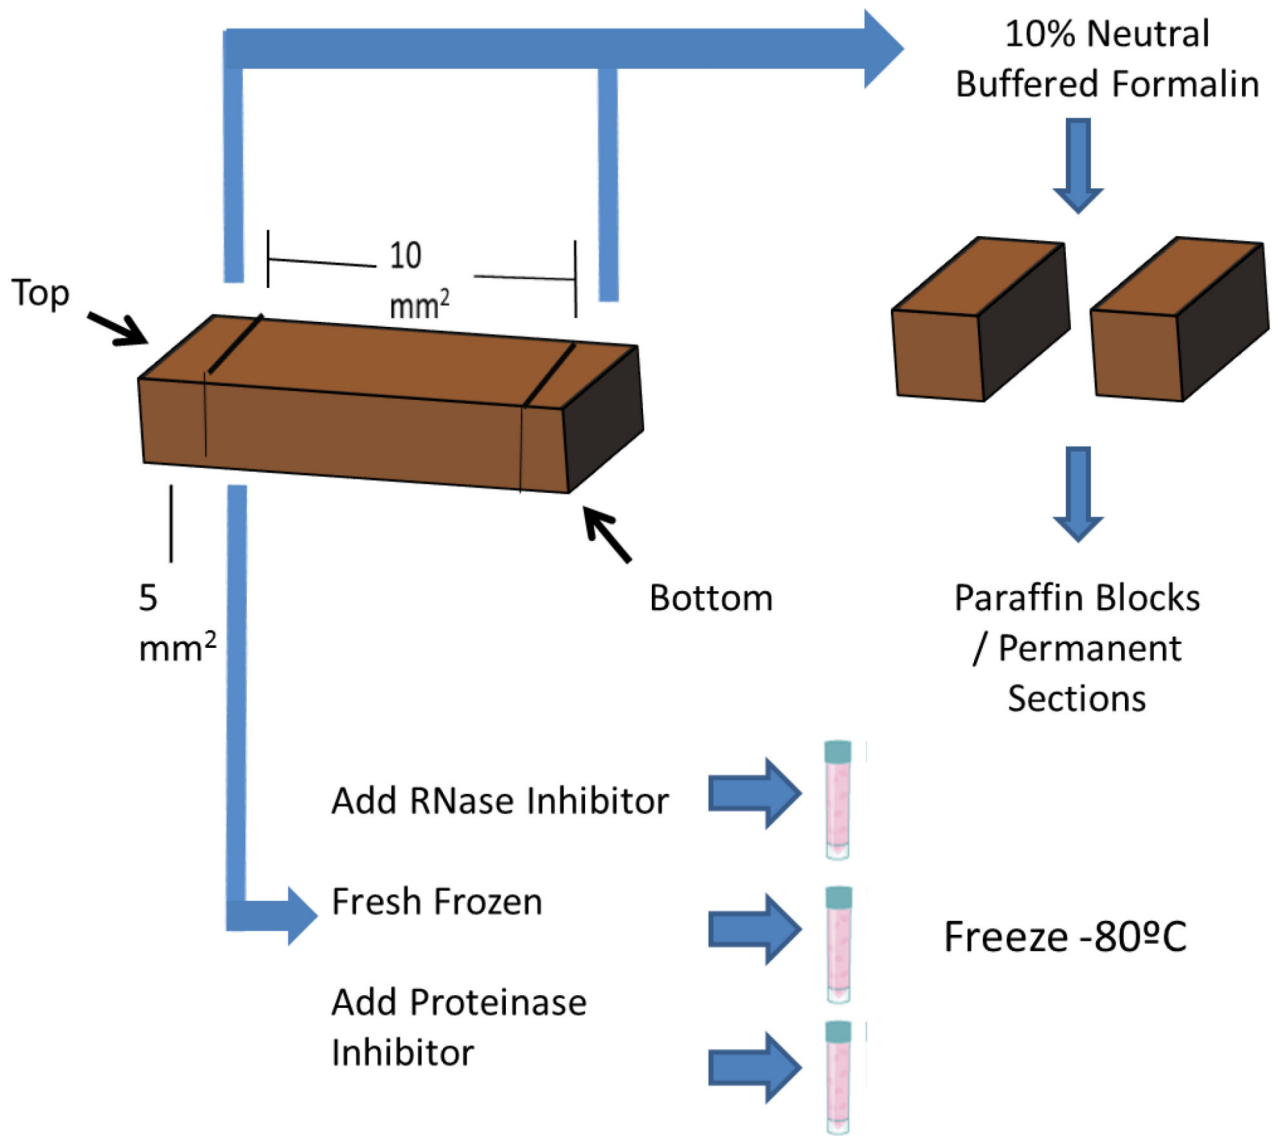 10% Neutral
Buffered Formalin
10
mm²
Top
5
mm²
Bottom
Paraffin Blocks
/ Permanent
Sections
Add RNase Inhibitor
Fresh Frozen
Freeze -80ºC
Add Proteinase
Inhibitor